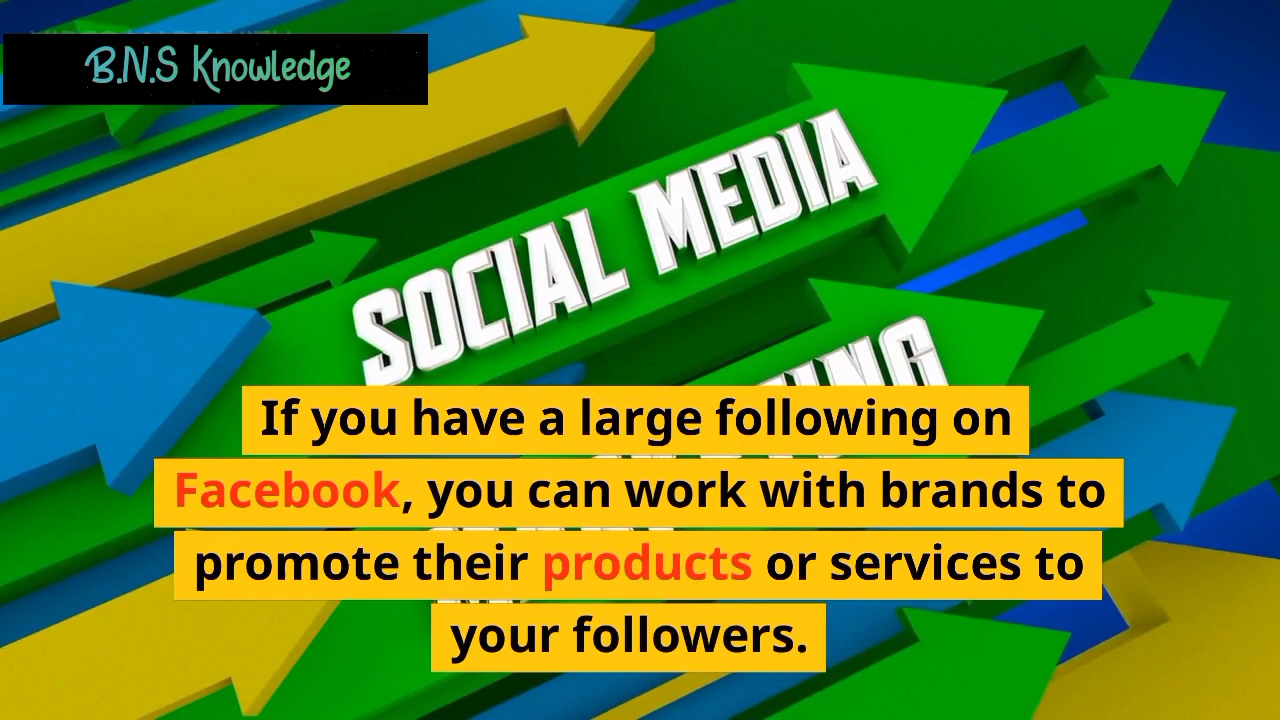 B.N.S Knowledge
SOCIAL MEDIA
If you have a large following on
Facebook, you can work with brands to
promote their products or services to
your followers.